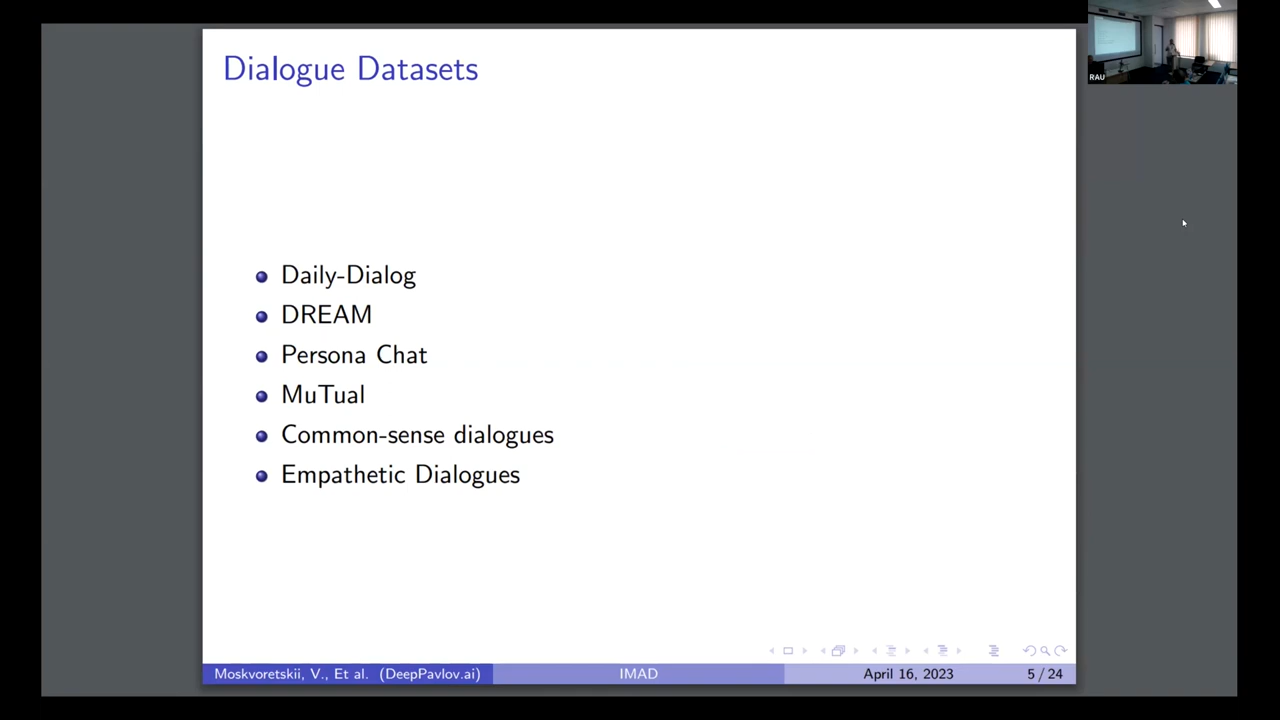 Dialogue Datasets
RAU
Daily-Dialog
DREAM
Persona Chat
MuTual
Common-sense dialogues
Empathetic Dialogues
Moskvoretskii, V., Et al. (DeepPavlov.ai) IMAD April 16, 2023 5 / 24